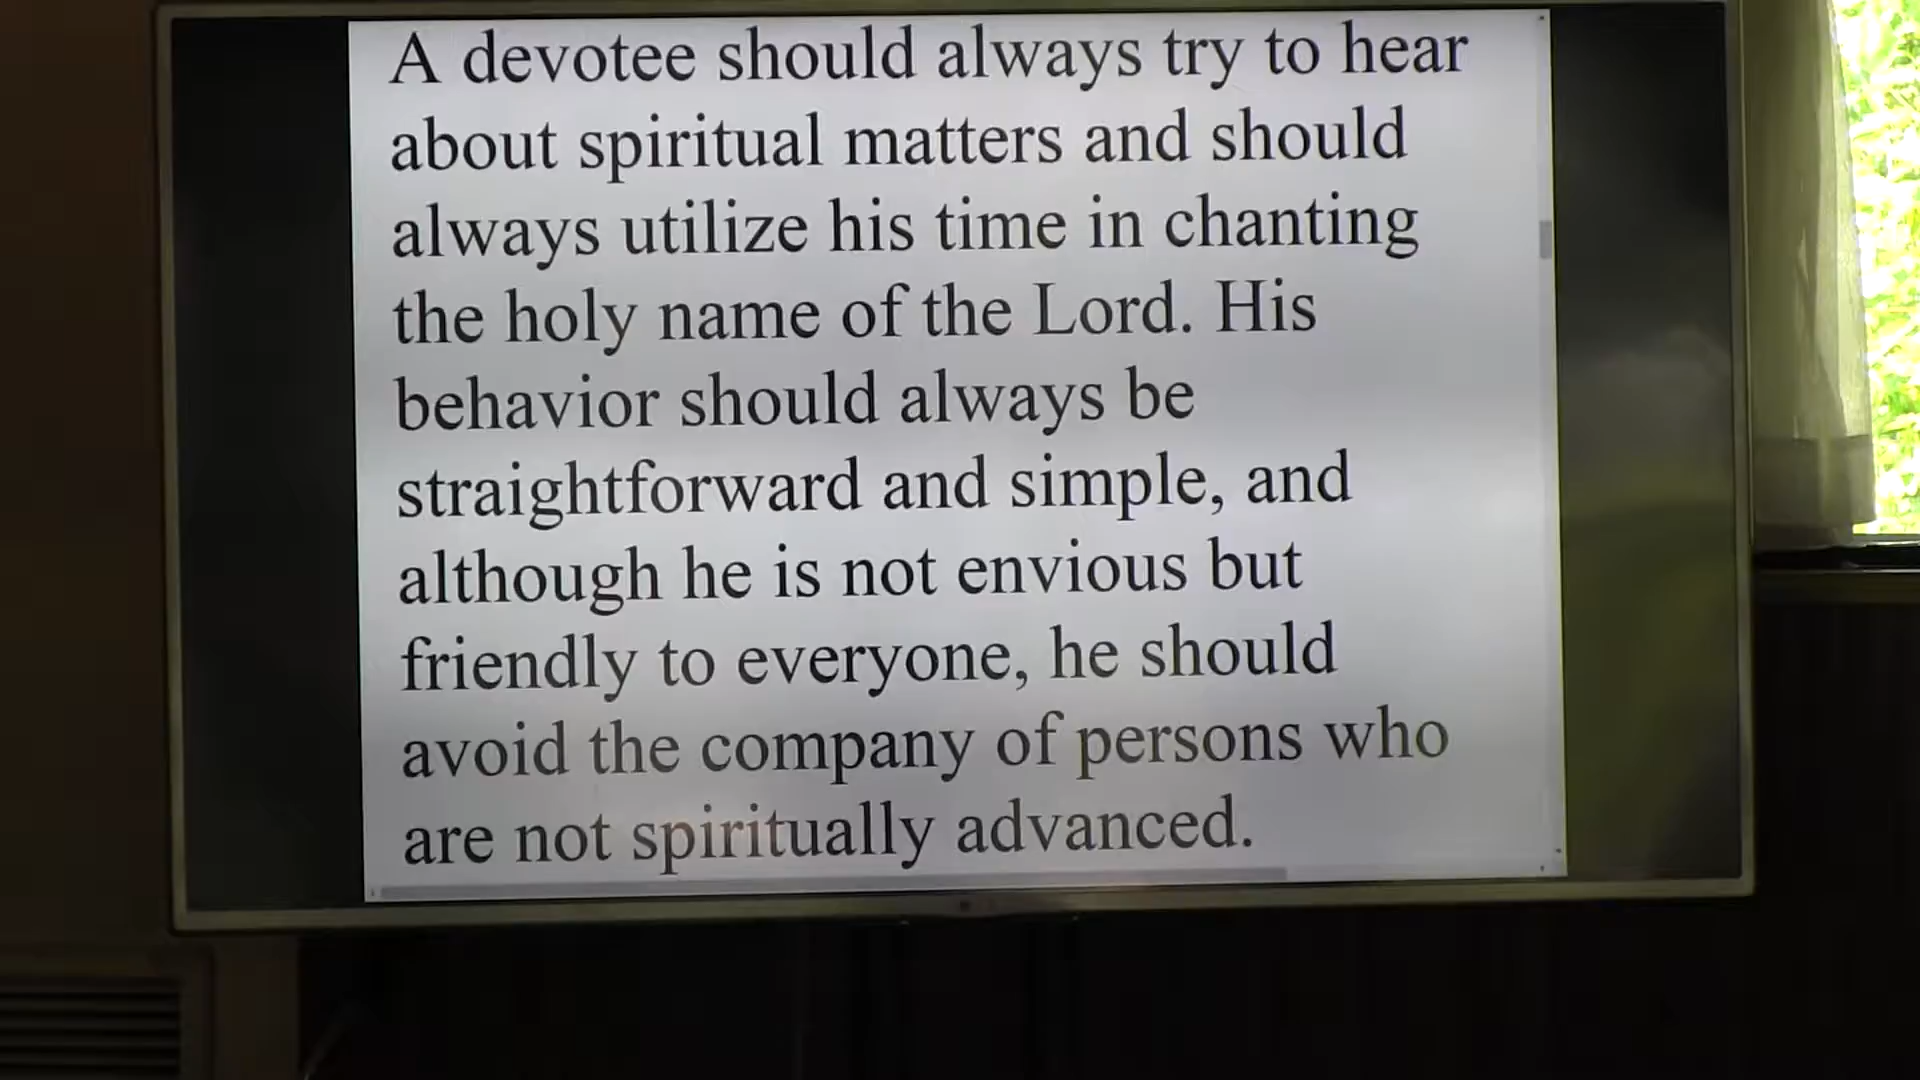 A devotee should always try to hear
about spiritual matters and should
always utilize his time in chanting
the holy name of the Lord. His
behavior should always be
straightforward and simple, and
although he is not envious but
friendly to everyone, he should
avoid the company of persons who
are not spiritually advanced.